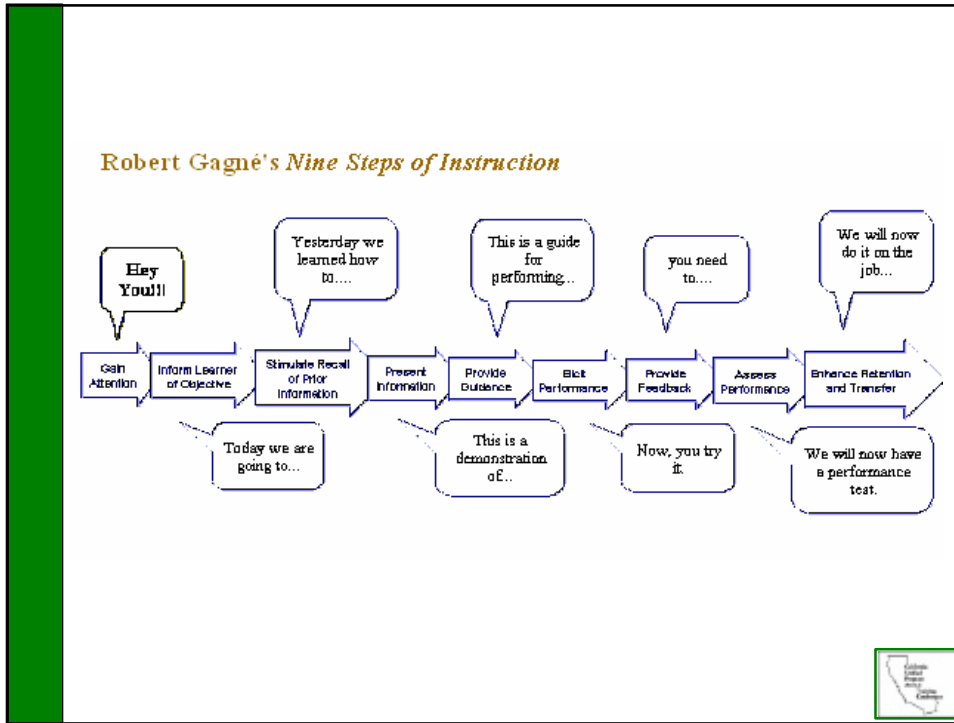 Robert Gagné's Nine Steps of Instruction
Hey
You!!!
Yesterday we
learned how
to.....
This is a guide
for
performing...
you need
to.....
We will now
do it on the
job...
Gain
Attention
Inform Learner
of Objective
Stimulate Recall
of Prior
Information
Present
Information
Provide
Guidance
Elicit
Performance
Provide
Feedback
Assess
Performance
Enhance Retention
and Transfer
Today we are
going to...
This is a
demonstration
of...
Now, you try
it.
We will now have
a performance
test.
California